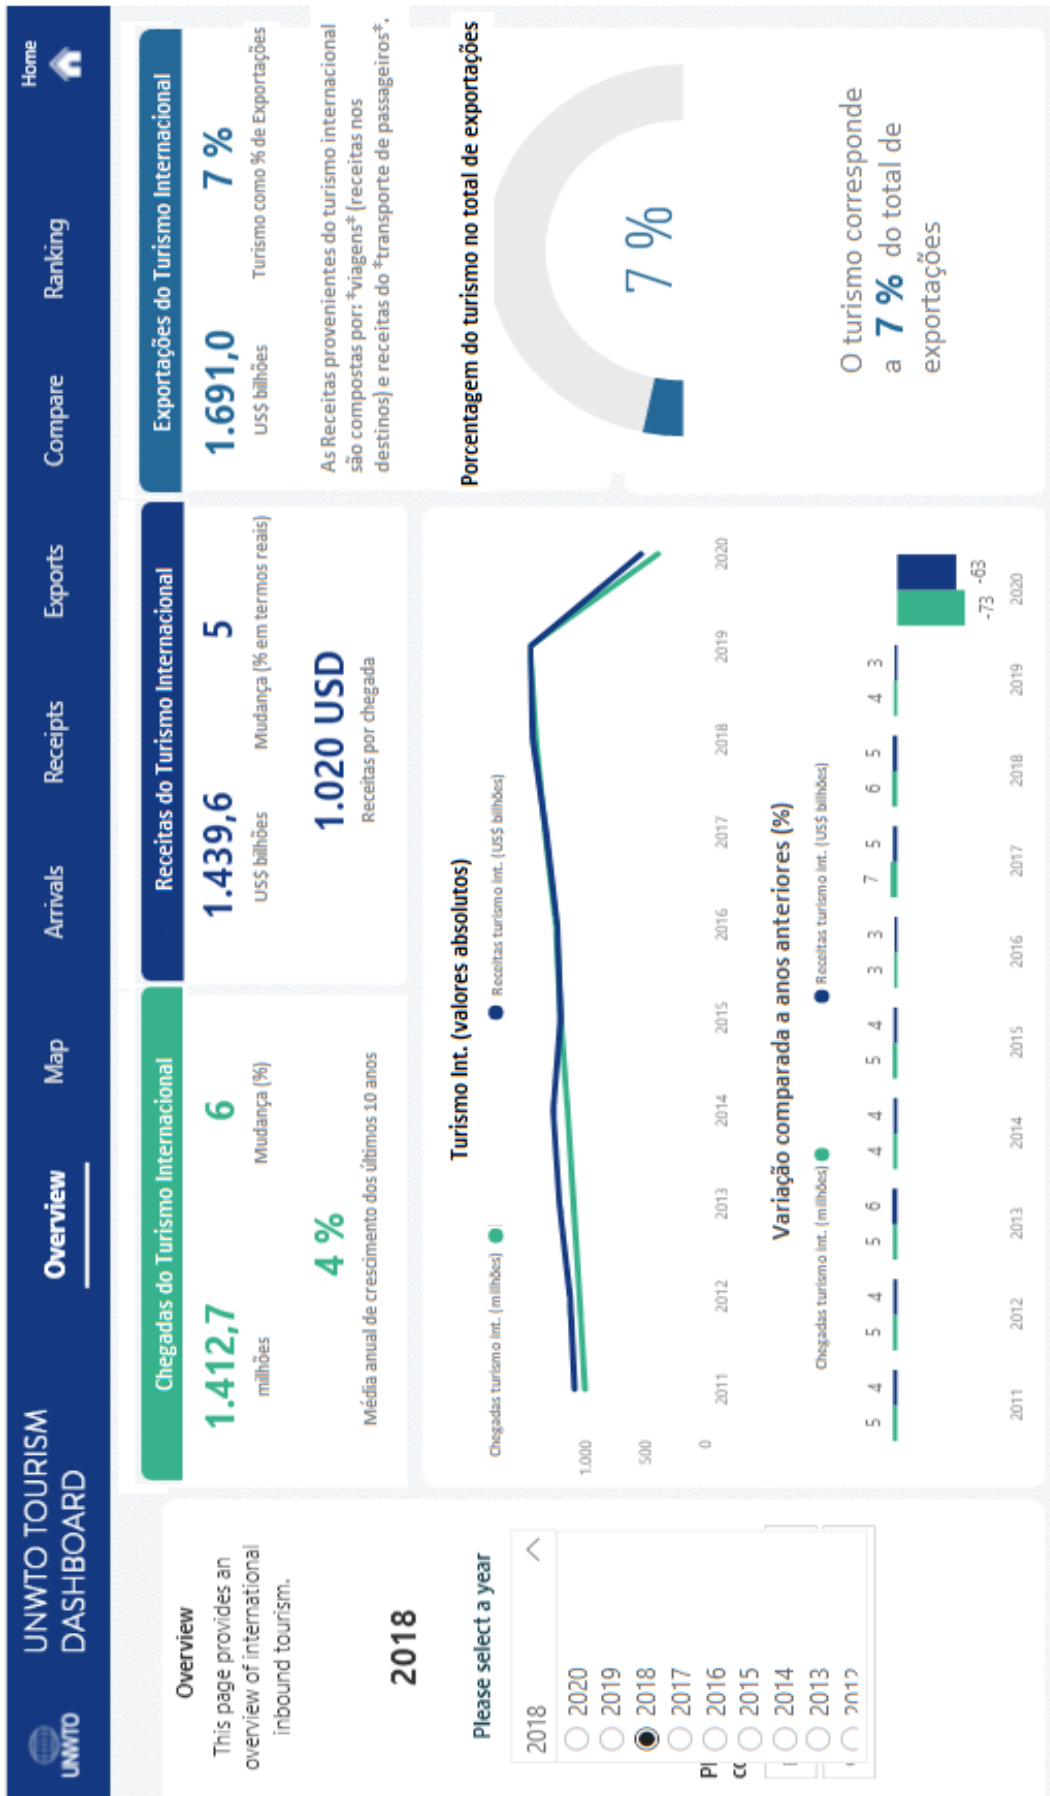 UNWTO
UNWTO TOURISM
DASHBOARD
Overview
Map
Arrivals
Receipts
Exports
Compare
Ranking
Home
Overview
This page provides an
overview of international
inbound tourism.
2018
Please select a year
2018
2020
2019
2018
2017
2016
2015
2014
2013
2012
Chegadas do Turismo Internacional
1.412,7
milhões
6
Mudança (%)
4 %
Média anual de crescimento dos últimos 10 anos
Receitas do Turismo Internacional
1.439,6
US$ bilhões
5
Mudança (% em termos reais)
1.020 USD
Receitas por chegada
Exportações do Turismo Internacional
1.691,0
US$ bilhões
7 %
Turismo como % de Exportações
As Receitas provenientes do turismo internacional
são compostas por: *viagens* (receitas nos
destinos) e receitas do *transporte de passageiros*.
Turismo Int. (valores absolutos)
Chegadas turismo int. (milhões)
Receitas turismo int. (US$ bilhões)
1.000
500
0
2011 2012 2013 2014 2015 2016 2017 2018 2019 2020
Variação comparada a anos anteriores (%)
Chegadas turismo int. (milhões)
Receitas turismo int. (US$ bilhões)
5 4 5 4 5 6 4 4 5 4 3 3 7 5 6 5 4 3
-73 -63
2011 2012 2013 2014 2015 2016 2017 2018 2019 2020
Porcentagem do turismo no total de exportações
7 %
O turismo corresponde
a 7 % do total de
exportações